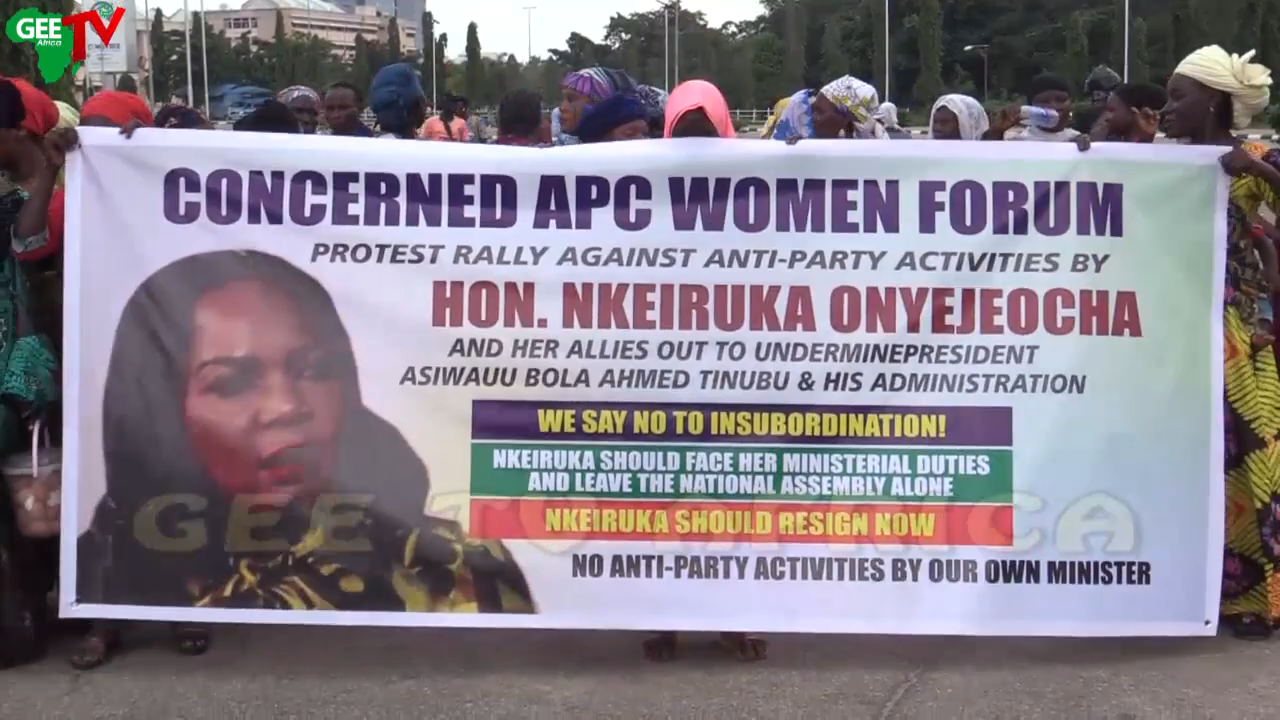 GEE TV
Africa
CONCERNED APC WOMEN FORUM
PROTEST RALLY AGAINST ANTI-PARTY ACTIVITIES BY
HON. NKEIRUKA ONYEJEOCHA
AND HER ALLIES OUT TO UNDERMINEPRESIDENT
ASIWAUU BOLA AHMED TINUBU & HIS ADMINISTRATION
WE SAY NO TO INSUBORDINATION!
NKEIRUKA SHOULD FACE HER MINISTERIAL DUTIES
AND LEAVE THE NATIONAL ASSEMBLY ALONE
NKEIRUKA SHOULD RESIGN NOW
NO ANTI-PARTY ACTIVITIES BY OUR OWN MINISTER